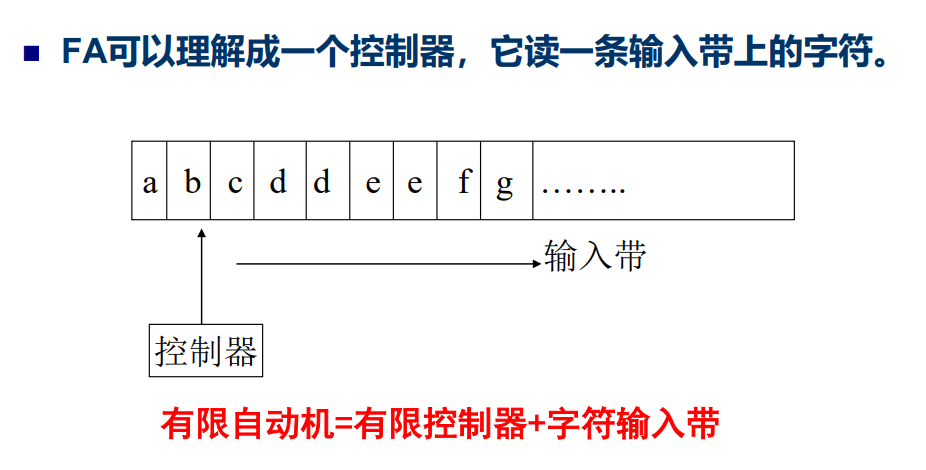 FA可以理解成一个控制器，它读一条输入带上的字符。
a b c d d e e f g ……..
输入带
控制器
有限自动机=有限控制器+字符输入带